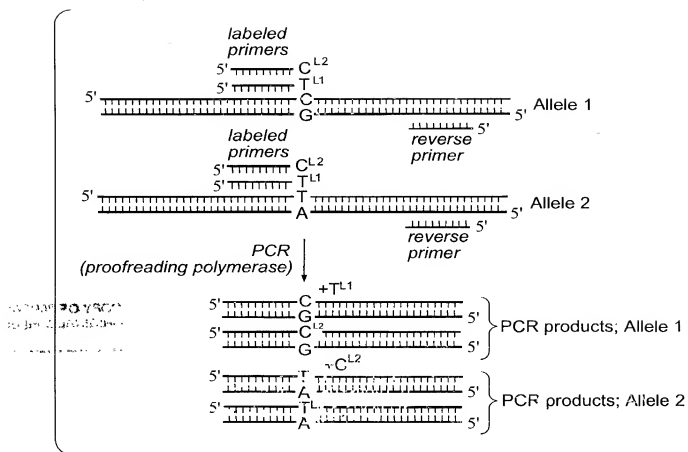 labeled
primers
5' C^L2
5' T^L1
5' C Allele 1
G 5'
5'
reverse
primer
labeled
primers
5' C^L2
5' T^L1
5' T Allele 2
A
5'
5'
reverse
primer
PCR
(proofreading polymerase)
+T^L1
5' C
G 5'
5' C^L2
G 5'
PCR products; Allele 1
+C^L2
5' T
A 5'
5' T^L
A 5'
PCR products; Allele 2